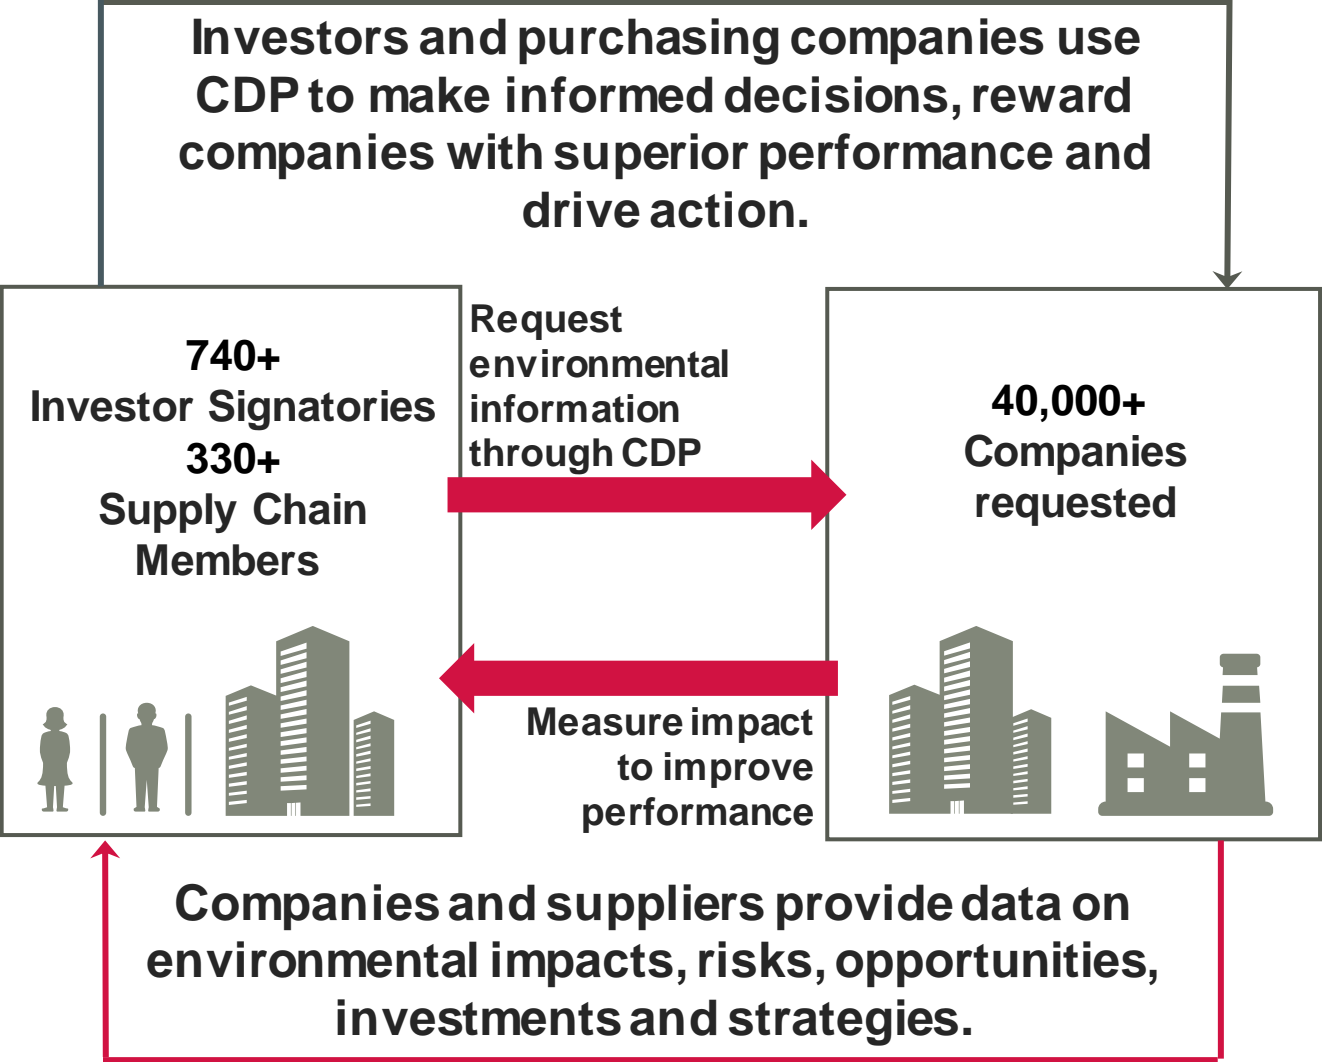 Investors and purchasing companies use
CDP to make informed decisions, reward
companies with superior performance and
drive action.
740+
Investor Signatories
330+
Supply Chain
Members
Request
environmental
information
through CDP
40,000+
Companies
requested
Measure impact
to improve
performance
Companies and suppliers provide data on
environmental impacts, risks, opportunities,
investments and strategies.